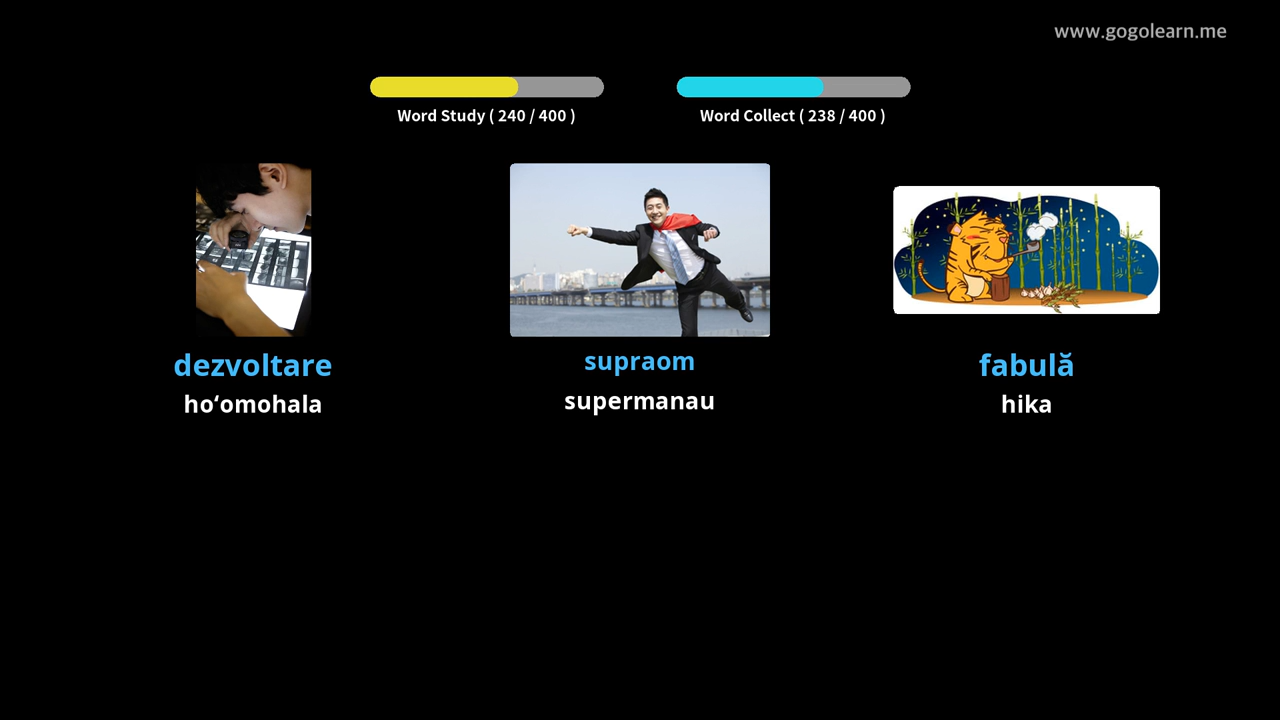 www.gogolearn.me
Word Study ( 240 / 400 )
Word Collect ( 238 / 400 )
dezvoltare
hoʻomohala
supraom
supermanau
fabulă
hika